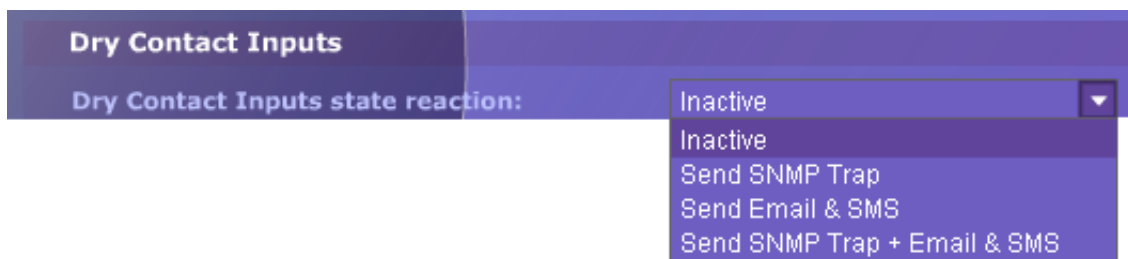 Dry Contact Inputs
Dry Contact Inputs state reaction: Inactive
Inactive
Send SNMP Trap
Send Email & SMS
Send SNMP Trap + Email & SMS